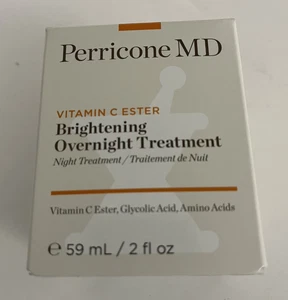 Perricone MD
VITAMIN C ESTER
Brightening
Overnight Treatment
Night Treatment / Traitement de Nuit
Vitamin C Ester, Glycolic Acid, Amino Acids
℮ 59 mL / 2 fl oz